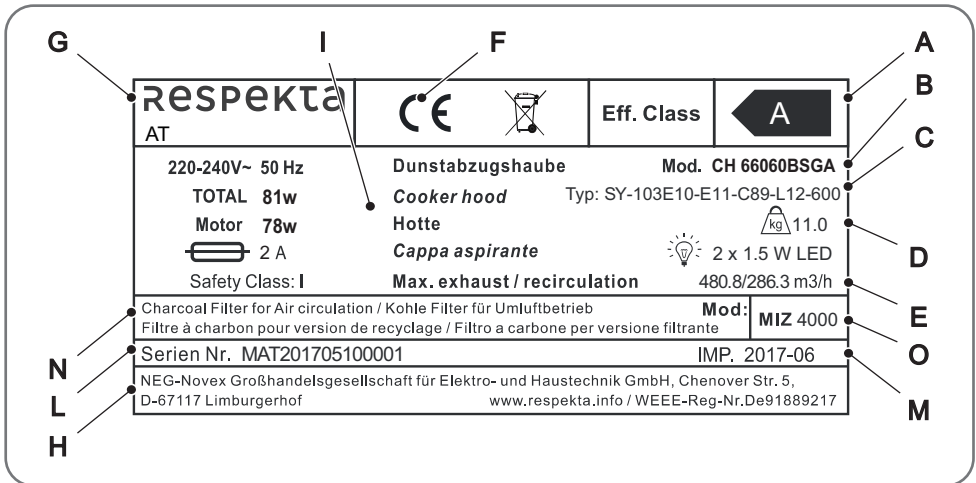 G I F A
RESPEKTA
AT
CE Eff. Class A
B
C
220-240V~ 50 Hz Dunstabzugshaube Mod. CH 66060BSGA
TOTAL 81w Cooker hood Typ: SY-103E10-E11-C89-L12-600
Motor 78w Hotte kg 11.0
2 A Cappa aspirante 2 x 1.5 W LED
D
Safety Class: I Max. exhaust / recirculation 480.8/286.3 m3/h
E
Charcoal Filter for Air circulation / Kohle Filter für Umluftbetrieb Mod: MIZ 4000
Filtre à charbon pour version de recyclage / Filtro a carbone per versione filtrante
N O
Serien Nr. MAT201705100001 IMP. 2017-06
L M
NEG-Novex Großhandelsgesellschaft für Elektro- und Haustechnik GmbH, Chenover Str. 5,
D-67117 Limburgerhof www.respekta.info / WEEE-Reg-Nr.De91889217
H